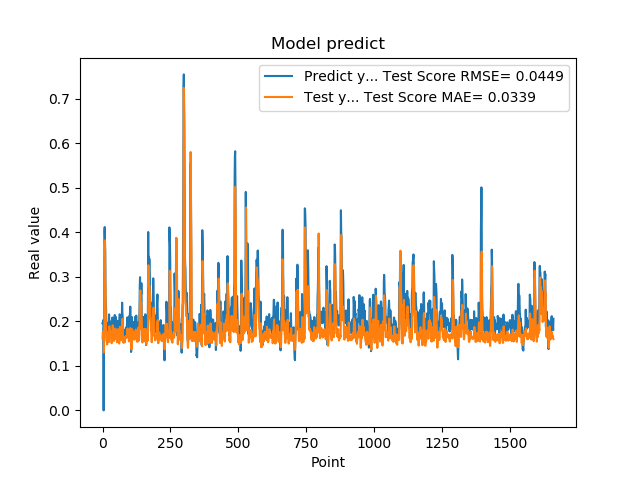 Model predict
Predict y... Test Score RMSE= 0.0449
Test y... Test Score MAE= 0.0339
Real value
0.7
0.6
0.5
0.4
0.3
0.2
0.1
0.0
0 250 500 750 1000 1250 1500
Point